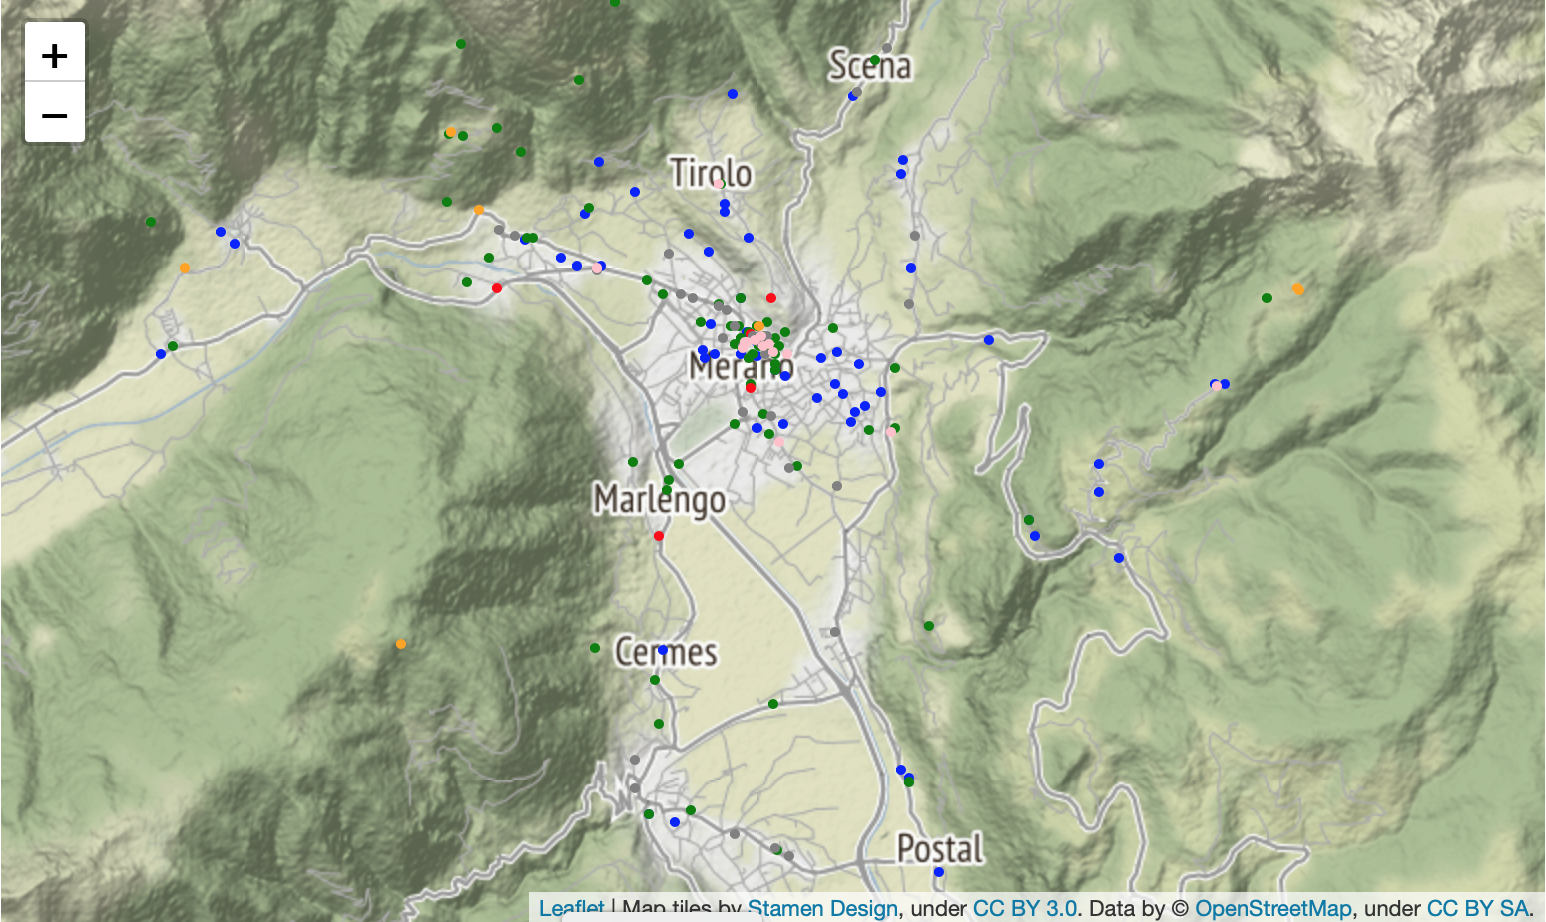 +
−
Scena
Tirolo
Merano
Marlengo
Cermes
Postal
Leaflet | Map tiles by Stamen Design, under CC BY 3.0. Data by © OpenStreetMap, under CC BY SA.